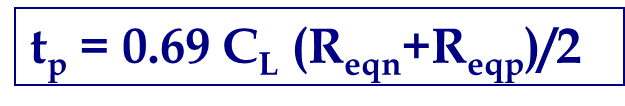 tp = 0.69 CL (Reqn+Reqp)/2